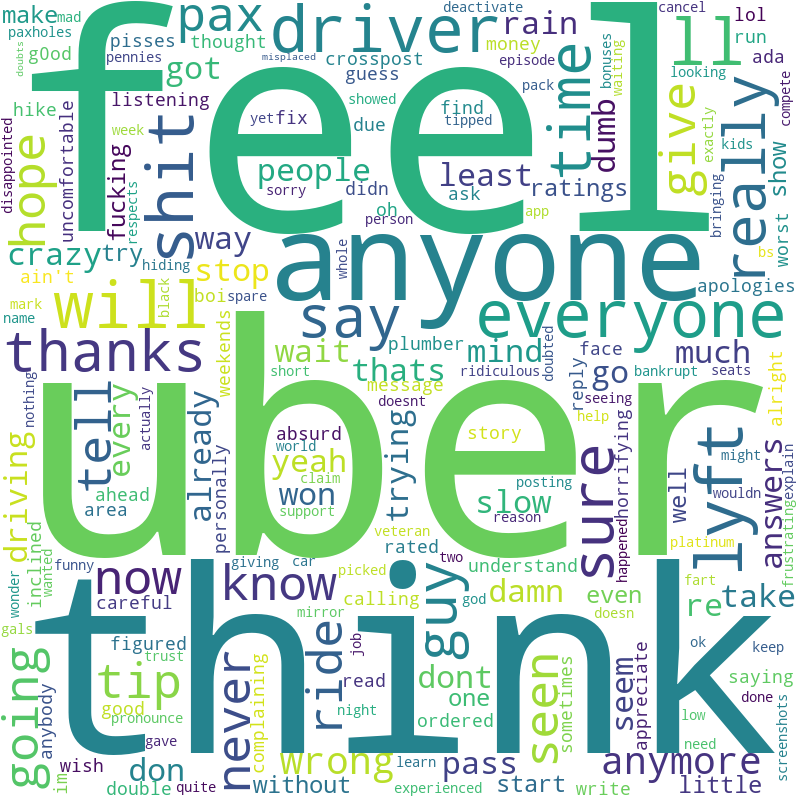 feel
uber
think
anyone
driver
everyone
will
thanks
say
sure
lyft
really
shit
pax
ll
time
give
rain
hope
got
people
least
ratings
dumb
show
crazy
try
way
stop
fucking
uncomfortable
listening
hike
g0od
make
mad
paxholes
pennies
doubts
pisses
thought
misplaced
crosspost
guess
showed
yet
fix
due
sorry
didn
oh
person
ask
find
tipped
money
episode
pack
app
deactivate
cancel
lol
run
ada
looking
bonuses
waiting
exactly
kids
compete
bringing
bs
worst
apologies
disappointed
week
respects
ain't
hiding
black
boi
spare
whole
mark
name
nothing
weekends
wait
thats
plumber
mind
face
go
much
message
short
doesnt
ridiculous
doubted
reply
seeing
bankrupt
seats
help
alright
tell
every
already
actually
driving
ahead
area
personally
absurd
world
yeah
claim
won
support
trying
story
slow
posting
reason
veteran
horrifying
happened
well
might
wouldn
platinum
answers
explain
frustrating
inclined
wanted
wonder
funny
now
careful
know
giving
car
picked
mirror
ride
calling
job
god
guy
two
rated
understand
damn
even
doesn
re
take
fart
ok
keep
gals
going
anybody
figured
trust
tip
good
pronounce
gave
never
complaining
read
night
dont
one
ordered
seen
sometimes
seem
appreciate
low
need
saying
done
screenshots
im
wish
don
double
quite
without
wrong
learn
experienced
pass
start
write
anymore
little